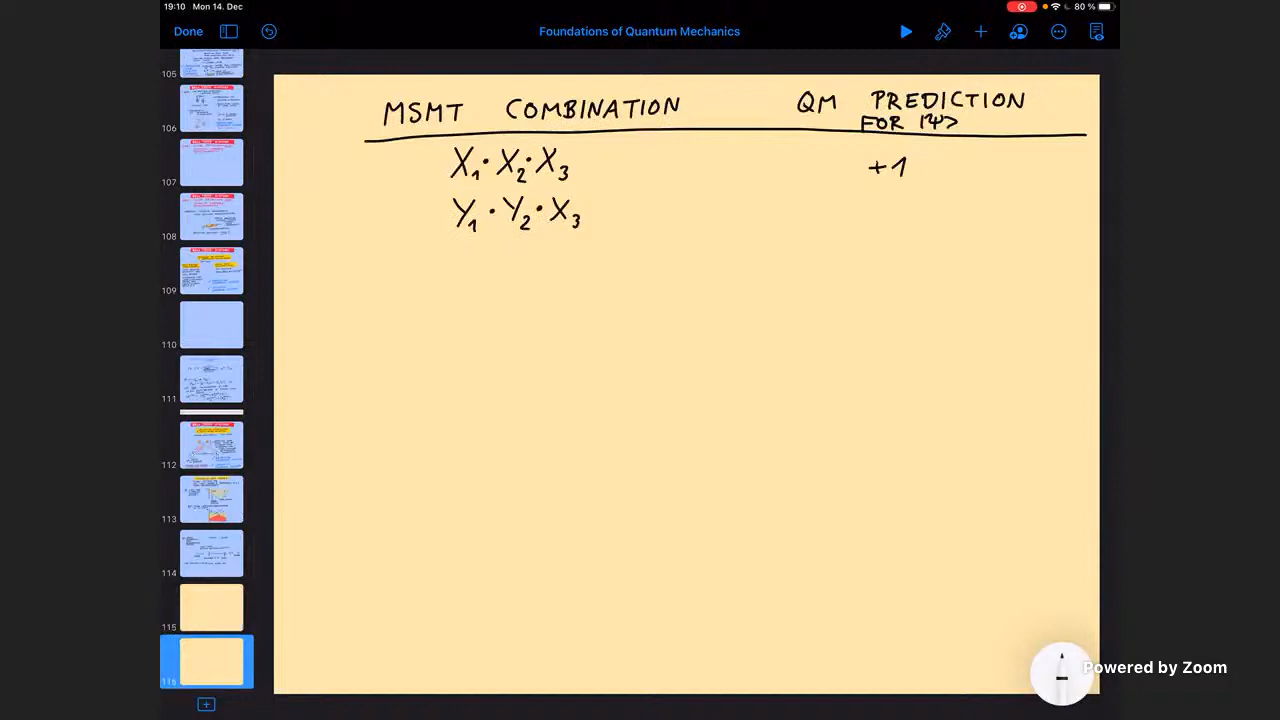 19:10 Mon 14. Dec
80 %
Done
Foundations of Quantum Mechanics
105
106
107
108
109
110
111
112
113
114
115
116
MSMT COMBINATION
QM PREDICTION
FOR |Ψ>
X₁ · X₂ · X₃
+1
Y₁ · Y₂ · X₃
Powered by Zoom